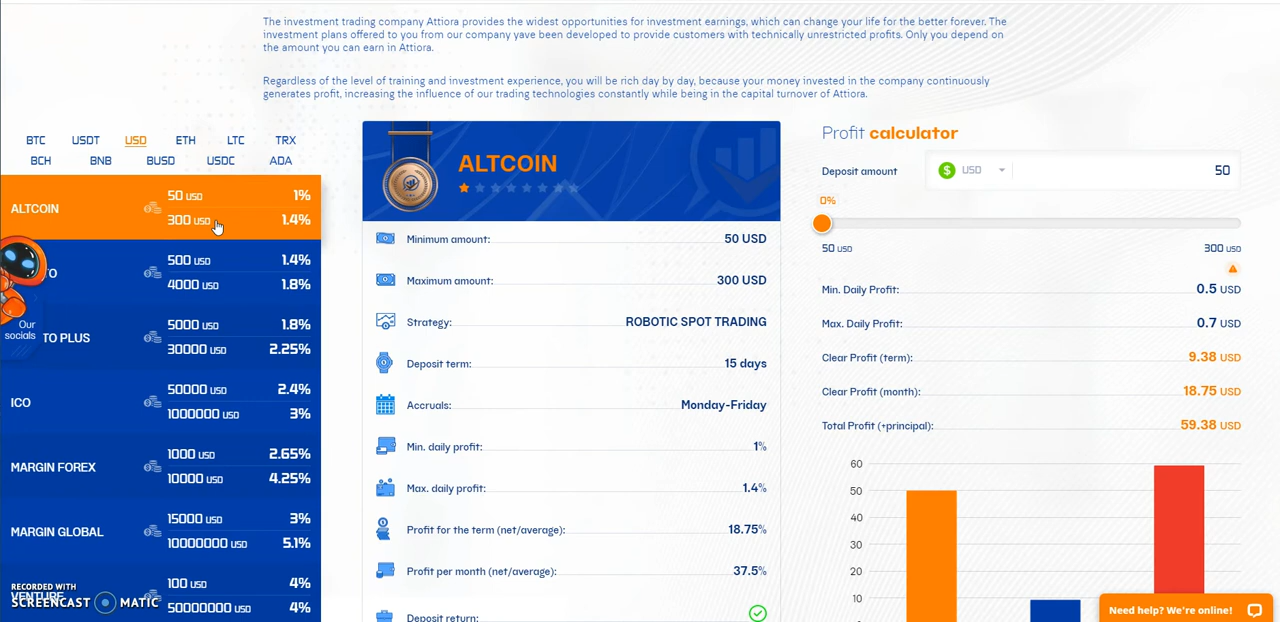 The investment trading company Attiora provides the widest opportunities for investment earnings, which can change your life for the better forever. The
investment plans offered to you from our company yave been developed to provide customers with technically unrestricted profits. Only you depend on
the amount you can earn in Attiora.
Regardless of the level of training and investment experience, you will be rich day by day, because your money invested in the company continuously
generates profit, increasing the influence of our trading technologies constantly while being in the capital turnover of Attiora.
BTC USDT USD ETH LTC TRX
BCH BNB BUSD USDC ADA
ALTCOIN
50 USD 1%
300 USD 1.4%
TO
500 USD 1.4%
4000 USD 1.8%
TO PLUS
5000 USD 1.8%
30000 USD 2.25%
ICO
50000 USD 2.4%
1000000 USD 3%
MARGIN FOREX
1000 USD 2.65%
10000 USD 4.25%
MARGIN GLOBAL
15000 USD 3%
10000000 USD 5.1%
VENTURE
100 USD 4%
50000000 USD 4%
Our
socials
RECORDED WITH
SCREENCAST MATIC
ALTCOIN
Minimum amount: 50 USD
Maximum amount: 300 USD
Strategy: ROBOTIC SPOT TRADING
Deposit term: 15 days
Accruals: Monday-Friday
Min. daily profit: 1%
Max. daily profit: 1.4%
Profit for the term (net/average): 18.75%
Profit per month (net/average): 37.5%
Deposit return:
Profit calculator
Deposit amount $ USD 50
0%
50 USD 300 USD
Min. Daily Profit: 0.5 USD
Max. Daily Profit: 0.7 USD
Clear Profit (term): 9.38 USD
Clear Profit (month): 18.75 USD
Total Profit (+principal): 59.38 USD
60
50
40
30
20
10
Need help? We're online!